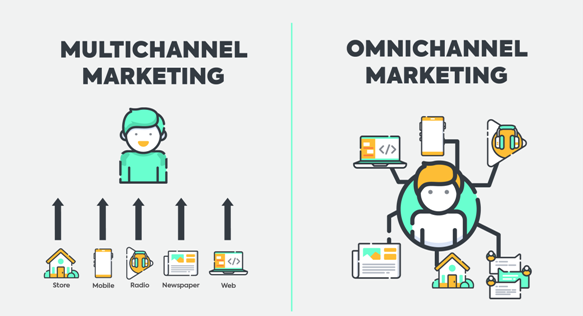 MULTICHANNEL
MARKETING
Store
Mobile
Radio
Newspaper
Web
OMNICHANNEL
MARKETING